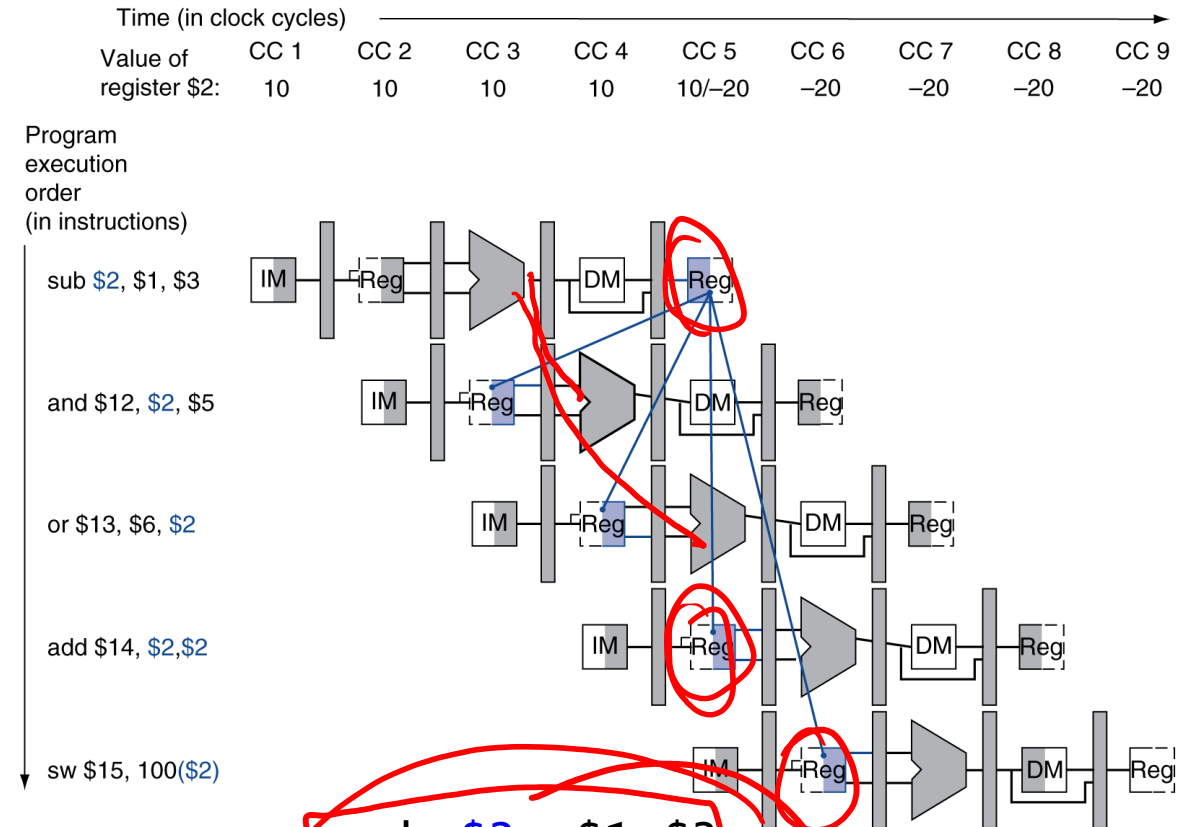 Time (in clock cycles)
Value of register $2:
CC 1 CC 2 CC 3 CC 4 CC 5 CC 6 CC 7 CC 8 CC 9
10 10 10 10 10/–20 –20 –20 –20 –20
Program
execution
order
(in instructions)
sub $2, $1, $3
IM Reg DM Reg
and $12, $2, $5
IM Reg DM Reg
or $13, $6, $2
IM Reg DM Reg
add $14, $2,$2
IM Reg DM Reg
sw $15, 100($2)
IM Reg DM Reg
$2 $1 $3